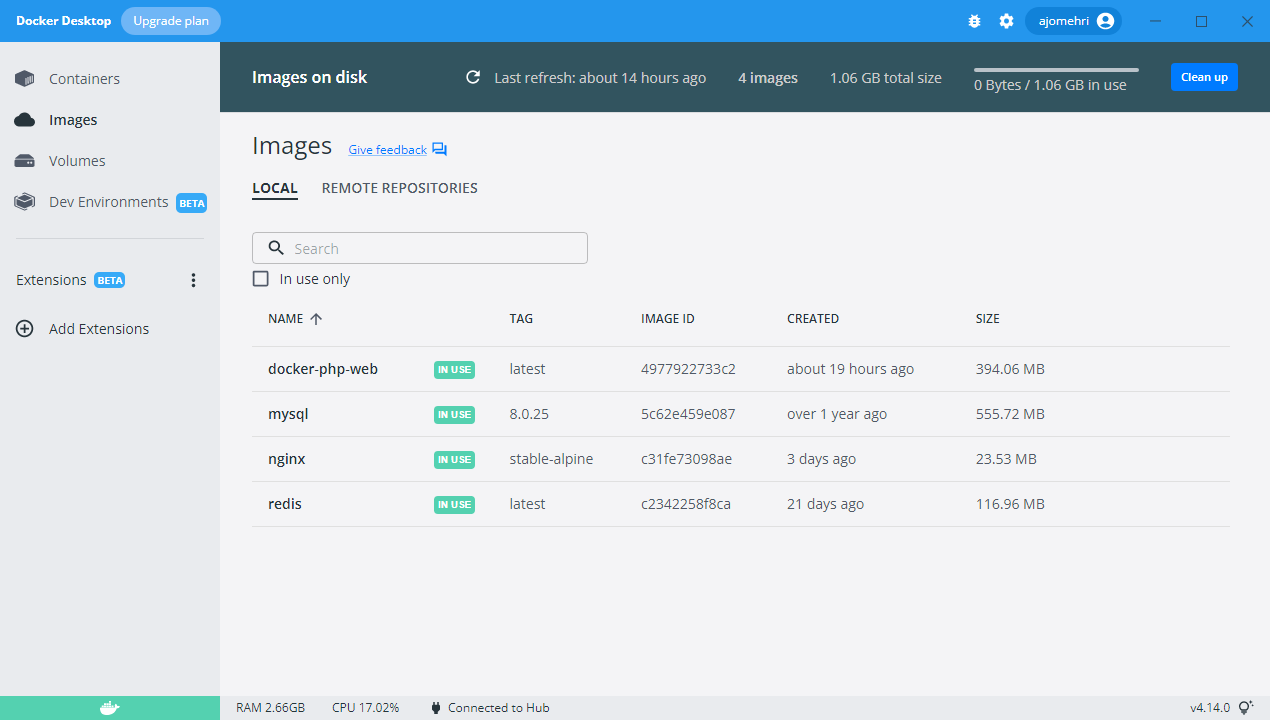 Docker Desktop Upgrade plan ajomehri
Containers
Images
Volumes
Dev Environments BETA
Extensions BETA
Add Extensions
Images on disk Last refresh: about 14 hours ago 4 images 1.06 GB total size 0 Bytes / 1.06 GB in use Clean up
Images Give feedback
LOCAL REMOTE REPOSITORIES
Search
In use only
NAME TAG IMAGE ID CREATED SIZE
docker-php-web IN USE latest 4977922733c2 about 19 hours ago 394.06 MB
mysql IN USE 8.0.25 5c62e459e087 over 1 year ago 555.72 MB
nginx IN USE stable-alpine c31fe73098ae 3 days ago 23.53 MB
redis IN USE latest c2342258f8ca 21 days ago 116.96 MB
RAM 2.66GB CPU 17.02% Connected to Hub v4.14.0